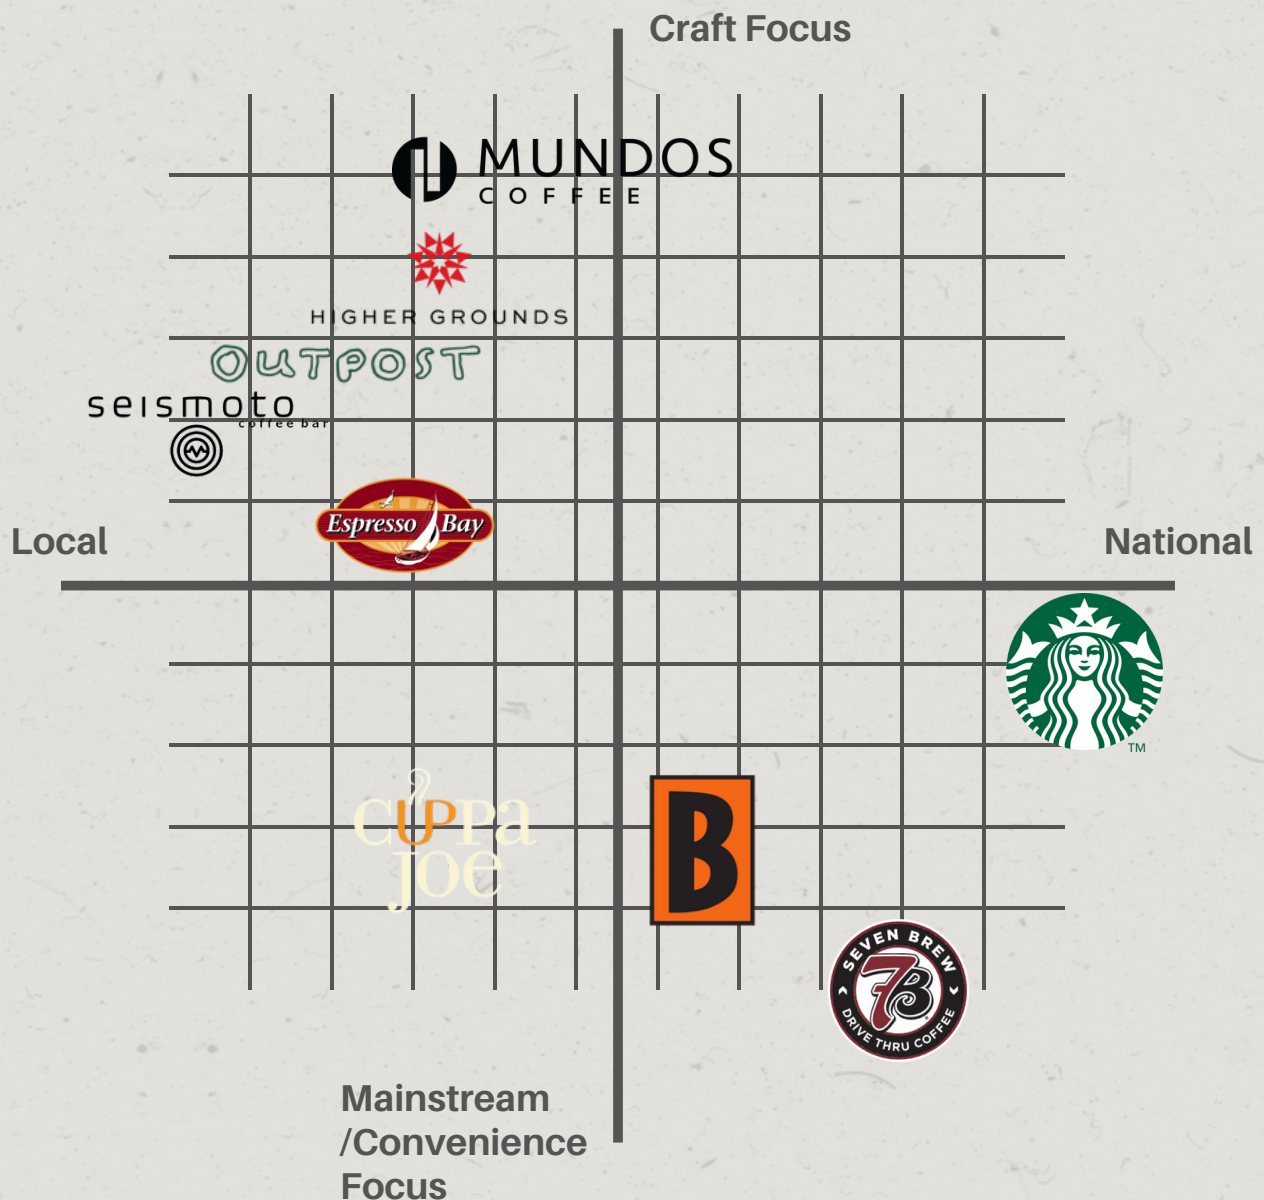 Craft Focus
MUNDOS
COFFEE
HIGHER GROUNDS
OUTPOST
seismoto
coffee bar
Espresso Bay
Local
National
TM
CUPPa
JOe
B
SEVEN BREW
7B
DRIVE THRU COFFEE
Mainstream
/Convenience
Focus